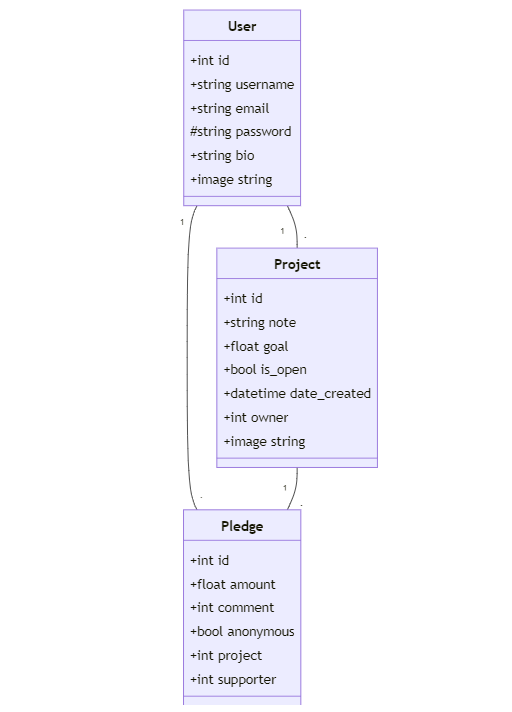 User
+int id
+string username
+string email
#string password
+string bio
+image string
1
1
.
Project
+int id
+string note
+float goal
+bool is_open
+datetime date_created
+int owner
+image string
1
.
.
Pledge
+int id
+float amount
+int comment
+bool anonymous
+int project
+int supporter